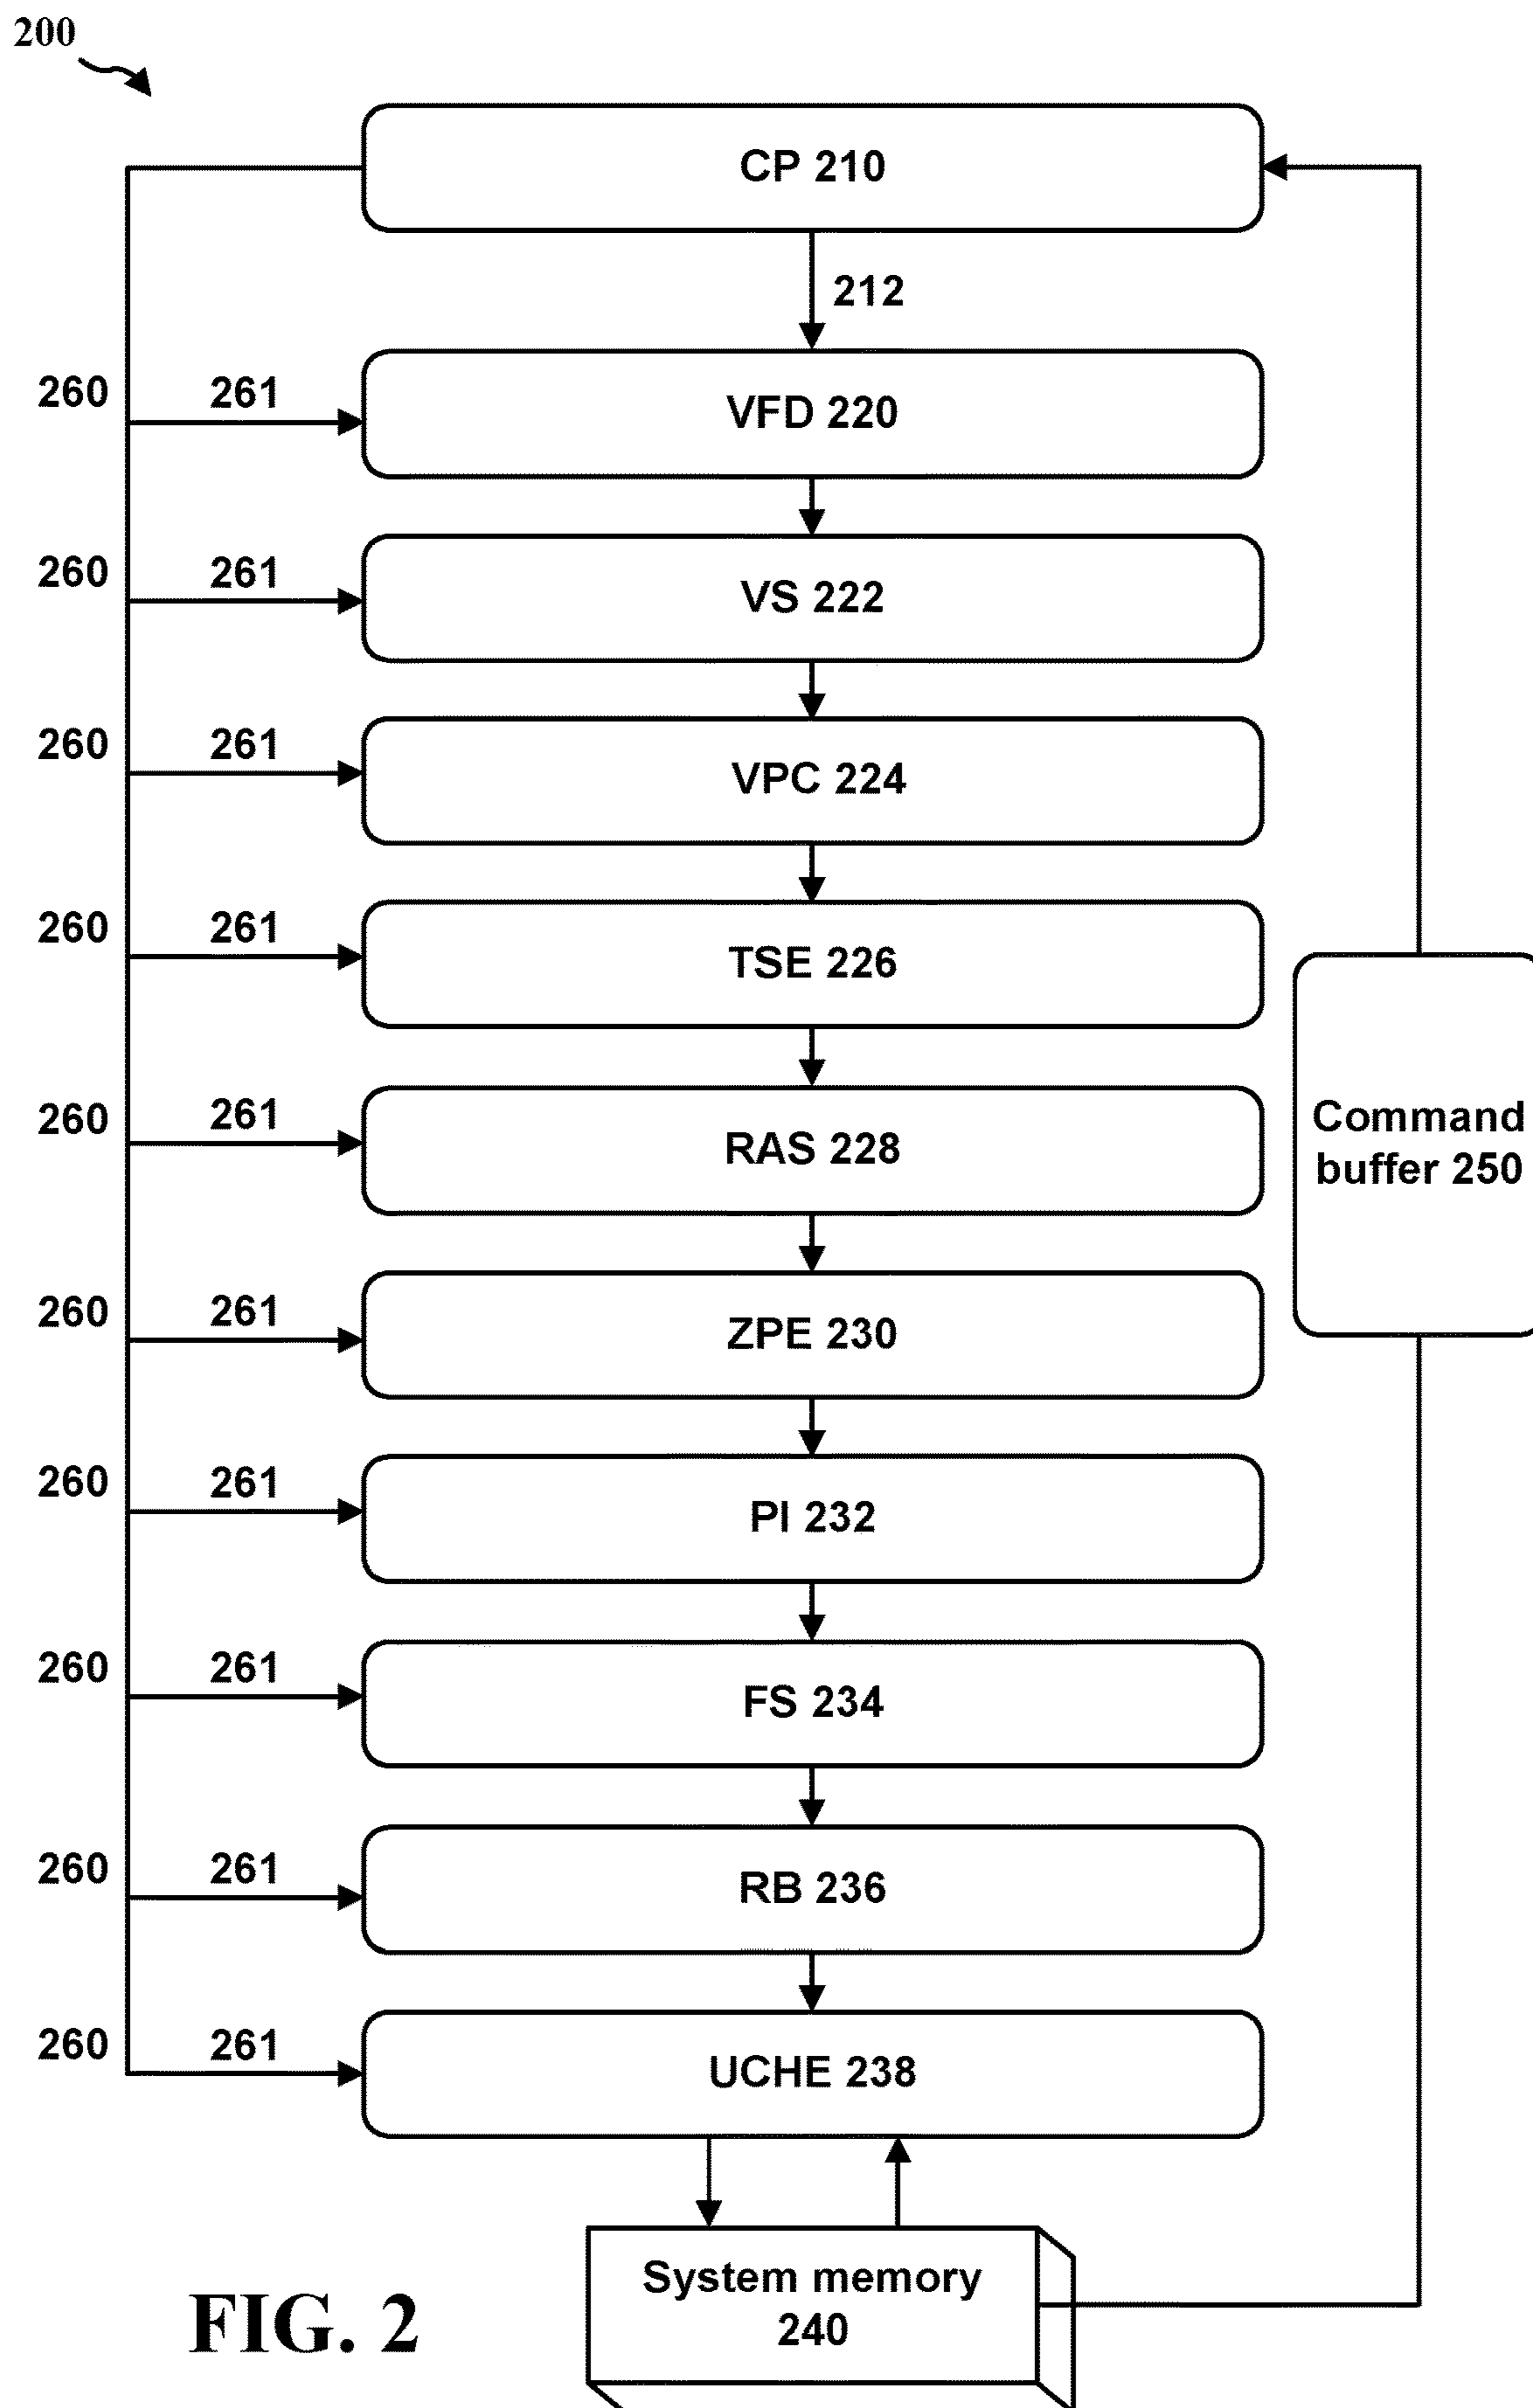 200
CP 210
212
260 261
VFD 220
260 261
VS 222
260 261
VPC 224
260 261
TSE 226
260 261
RAS 228
Command
buffer 250
260 261
ZPE 230
260 261
PI 232
260 261
FS 234
260 261
RB 236
260 261
UCHE 238
System memory
240
FIG. 2